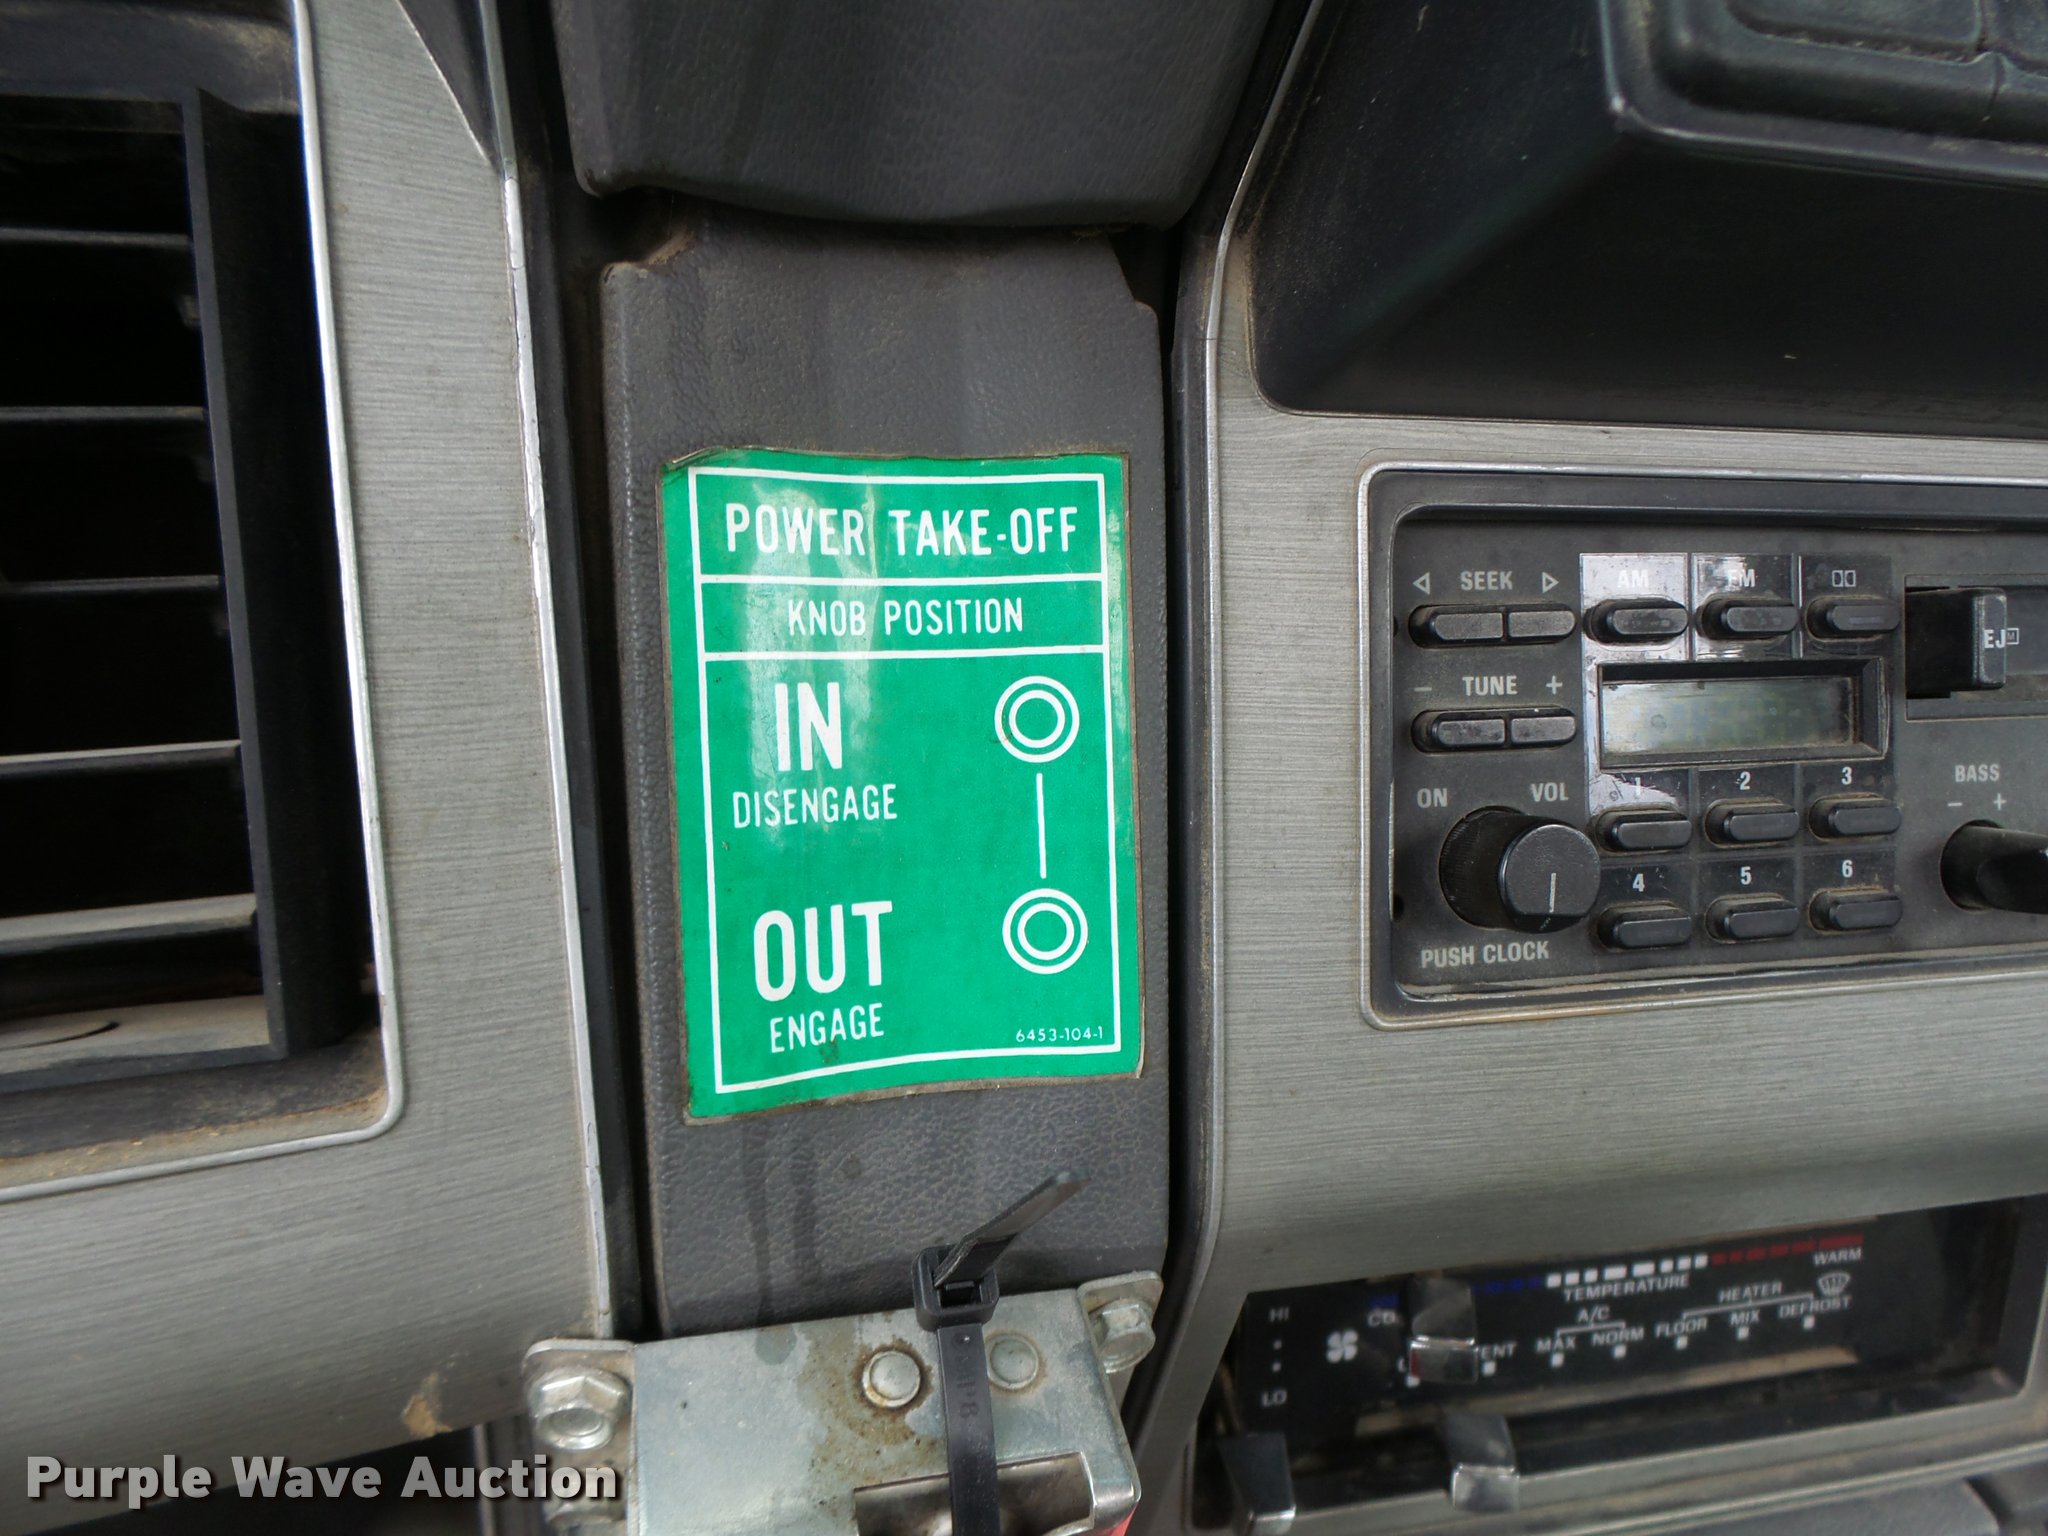 POWER TAKE-OFF
KNOB POSITION
IN
DISENGAGE
OUT
ENGAGE
6453-104-1
SEEK
AM FM
EJ
- TUNE +
ON VOL
1 2 3
4 5 6
PUSH CLOCK
BASS
- +
WARM
TEMPERATURE
HI
A/C
HEATER
MAX NORM FLOOR MIX DEFROST
LO
Purple Wave Auction